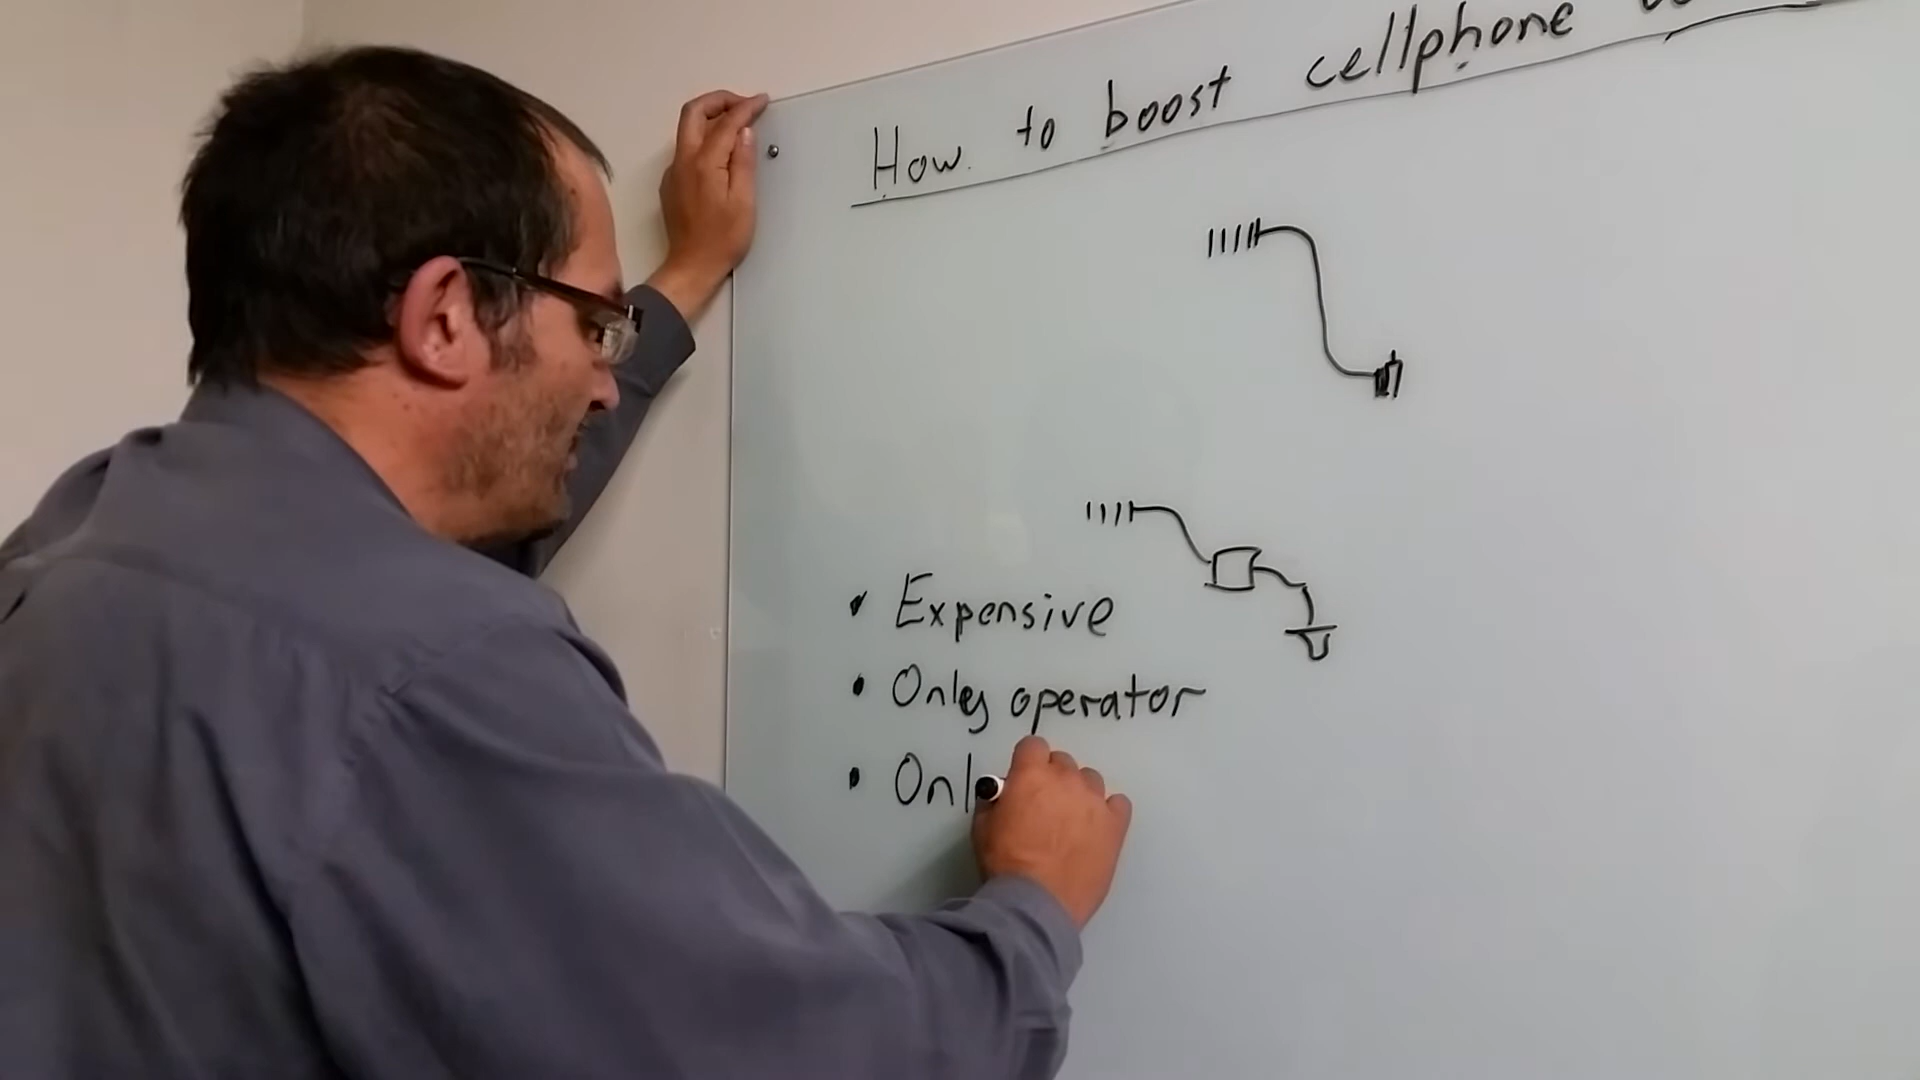 How to boost cellphone
• Expensive
• Only operator
• Onl